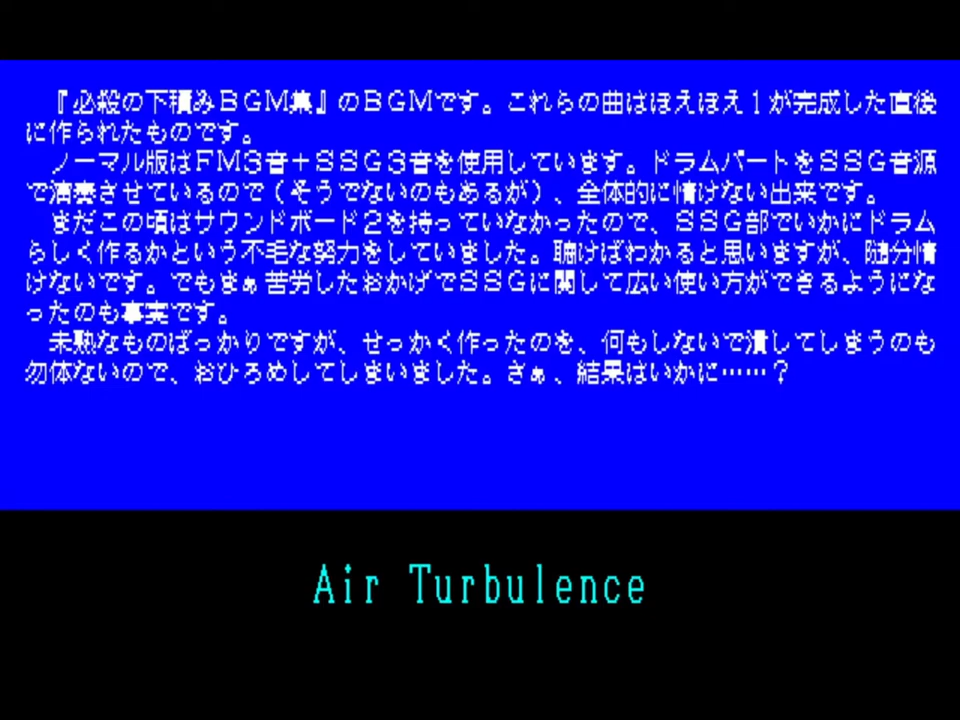 『必殺の下積みＢＧＭ集』のＢＧＭです。これらの曲はほえほえ１が完成した直後
に作られたものです。
ノーマル版はＦＭ３音＋ＳＳＧ３音を使用しています。ドラムパートをＳＳＧ音源
で演奏させているので（そうでないのもあるが）、全体的に情けない出来です。
まだこの頃はサウンドボード２を持っていなかったので、ＳＳＧ部でいかにドラム
らしく作るかという不毛な努力をしていました。聴けばわかると思いますが、随分情
けないです。でもまぁ苦労したおかげでＳＳＧに関して広い使い方ができるようにな
ったのも事実です。
未熟なものばっかりですが、せっかく作ったのを、何もしないで潰してしまうのも
勿体ないので、おひろめしてしまいました。さぁ、結果はいかに……？
Air Turbulence